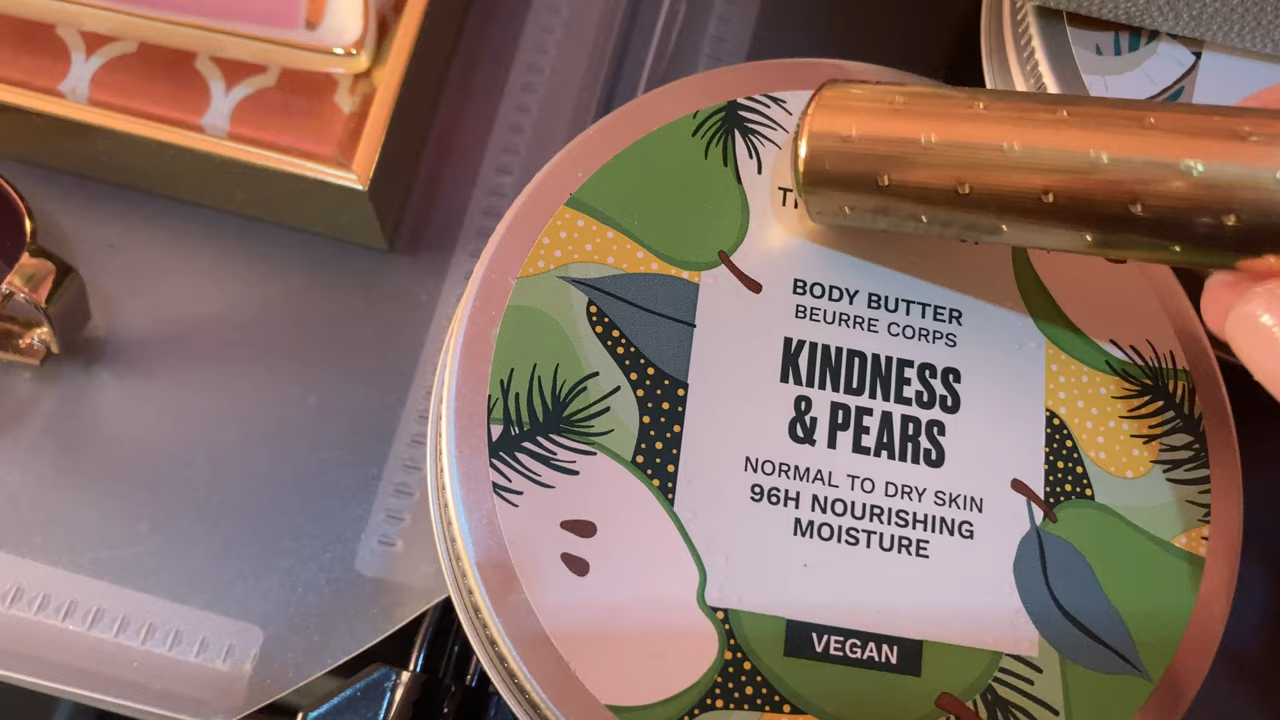 BODY BUTTER
BEURRE CORPS
KINDNESS
& PEARS
NORMAL TO DRY SKIN
96H NOURISHING
MOISTURE
VEGAN